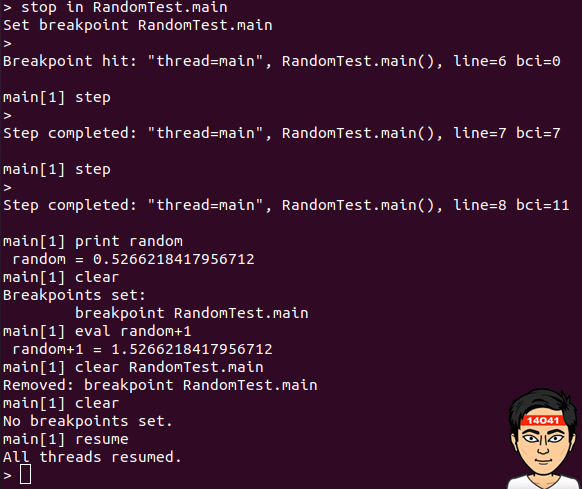 > stop in RandomTest.main
Set breakpoint RandomTest.main
>
Breakpoint hit: "thread=main", RandomTest.main(), line=6 bci=0
main[1] step
>
Step completed: "thread=main", RandomTest.main(), line=7 bci=7
main[1] step
>
Step completed: "thread=main", RandomTest.main(), line=8 bci=11
main[1] print random
 random = 0.5266218417956712
main[1] clear
Breakpoints set:
        breakpoint RandomTest.main
main[1] eval random+1
 random+1 = 1.5266218417956712
main[1] clear RandomTest.main
Removed: breakpoint RandomTest.main
main[1] clear
No breakpoints set.
main[1] resume
All threads resumed.
>
14041